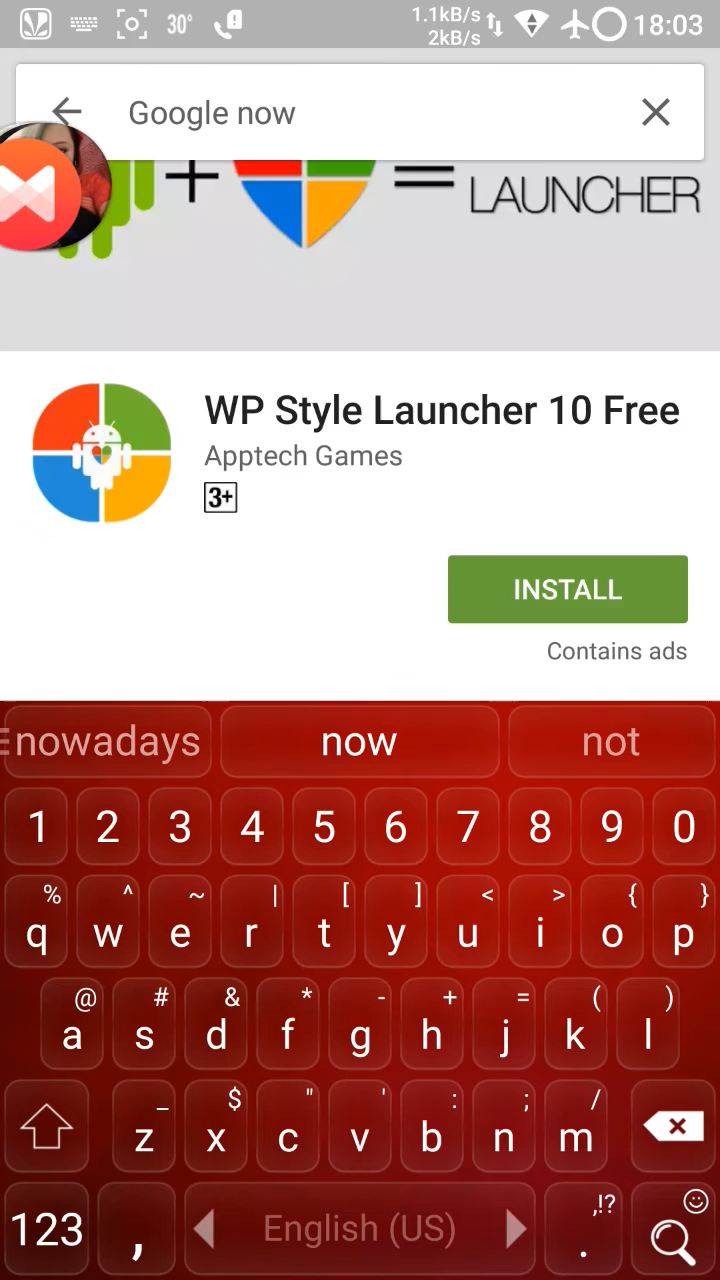 1.1kB/s
2kB/s
30°
18:03
Google now
+ = LAUNCHER
WP Style Launcher 10 Free
Apptech Games
3+
INSTALL
Contains ads
nowadays now not
1 2 3 4 5 6 7 8 9 0
% ^ ~ | [ ] < > { }
q w e r t y u i o p
@ # & * - + = ( )
a s d f g h j k l
_ $ " ' : ; /
z x c v b n m
,!?
123 , English (US) .